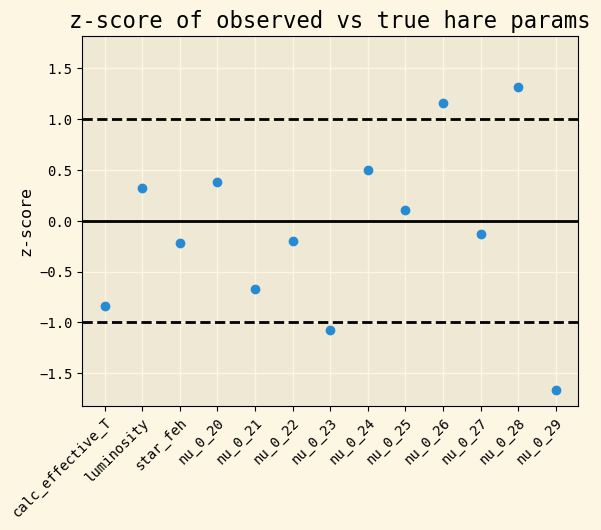 z-score of observed vs true hare params
z-score
1.5
1.0
0.5
0.0
−0.5
−1.0
−1.5
calc_effective_T
luminosity
star_feh
nu_0_20
nu_0_21
nu_0_22
nu_0_23
nu_0_24
nu_0_25
nu_0_26
nu_0_27
nu_0_28
nu_0_29